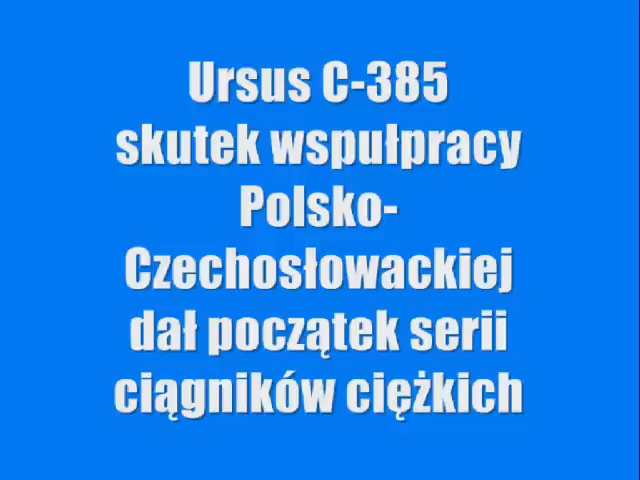 Ursus C-385
skutek wspułpracy
Polsko-
Czechosłowackiej
dał początek serii
ciągników ciężkich